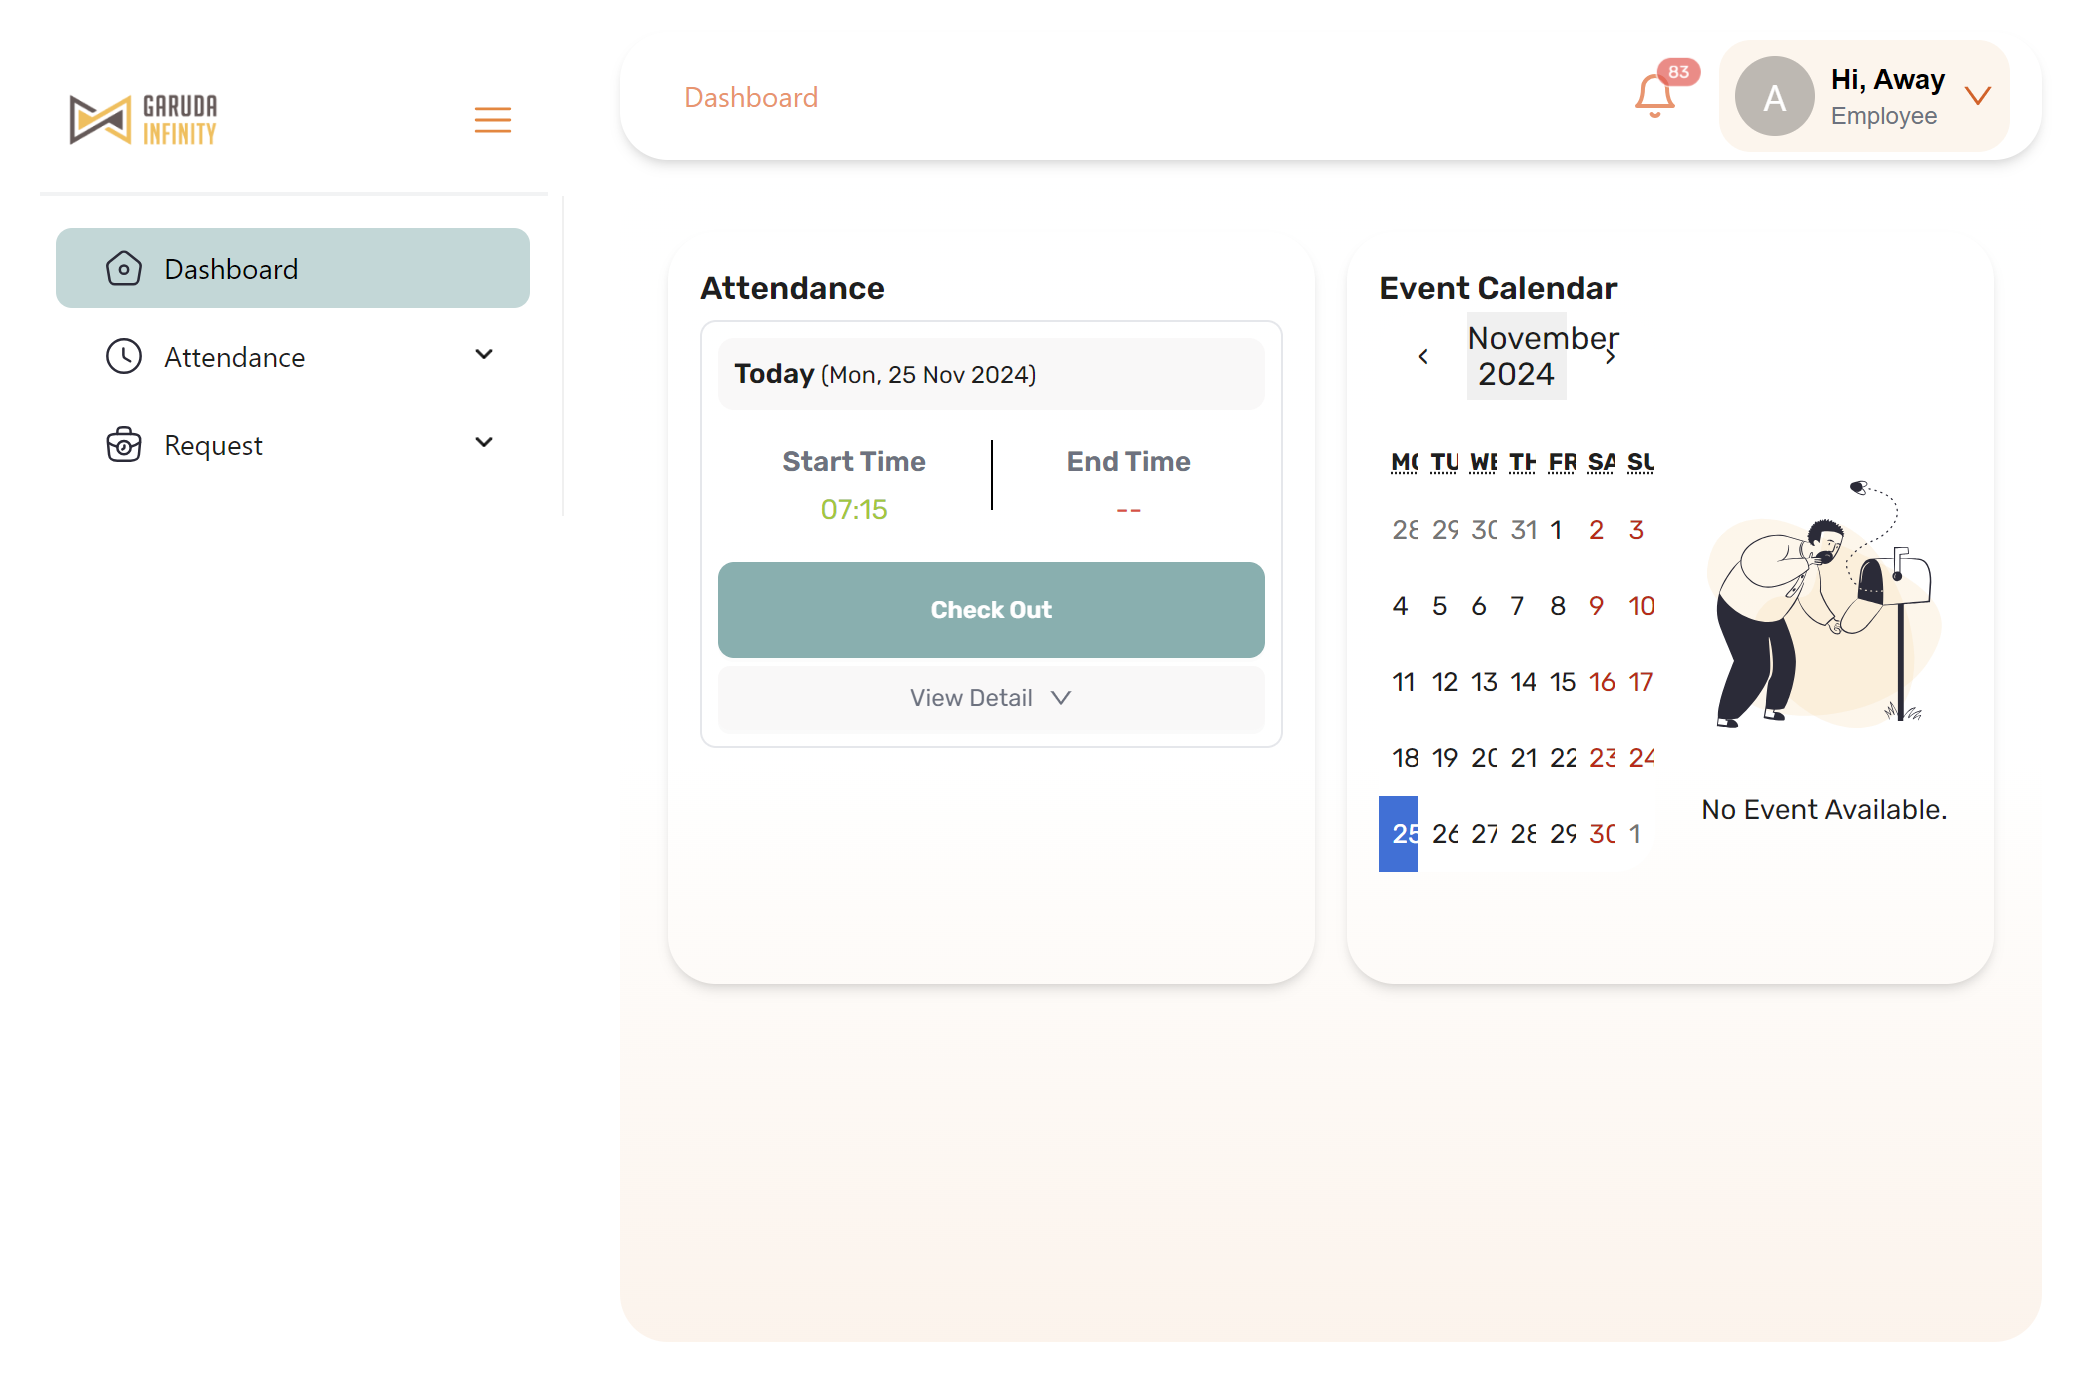 GARUDA
INFINITY
Dashboard
83
A
Hi, Away
Employee
Dashboard
Attendance
Request
Attendance
Today (Mon, 25 Nov 2024)
Start Time
End Time
07:15
--
Check Out
View Detail
Event Calendar
November
2024
MO TU WE TH FR SA SU
28 29 30 31 1 2 3
4 5 6 7 8 9 10
11 12 13 14 15 16 17
18 19 20 21 22 23 24
25 26 27 28 29 30 1
No Event Available.